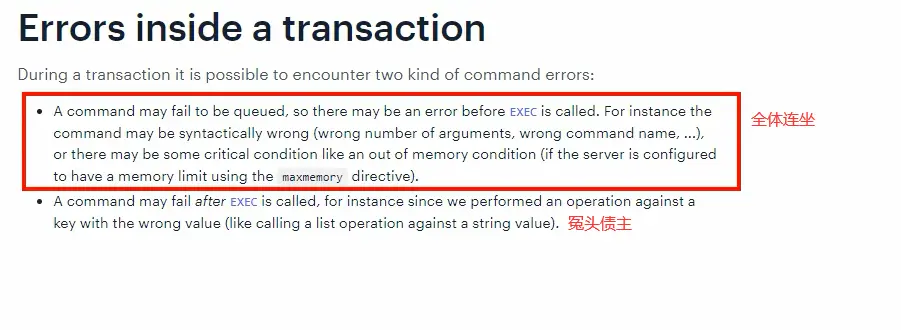 Errors inside a transaction
During a transaction it is possible to encounter two kind of command errors:
• A command may fail to be queued, so there may be an error before EXEC is called. For instance the
command may be syntactically wrong (wrong number of arguments, wrong command name, ...),
or there may be some critical condition like an out of memory condition (if the server is configured
to have a memory limit using the maxmemory directive).
全体连坐
• A command may fail after EXEC is called, for instance since we performed an operation against a
key with the wrong value (like calling a list operation against a string value). 冤头债主